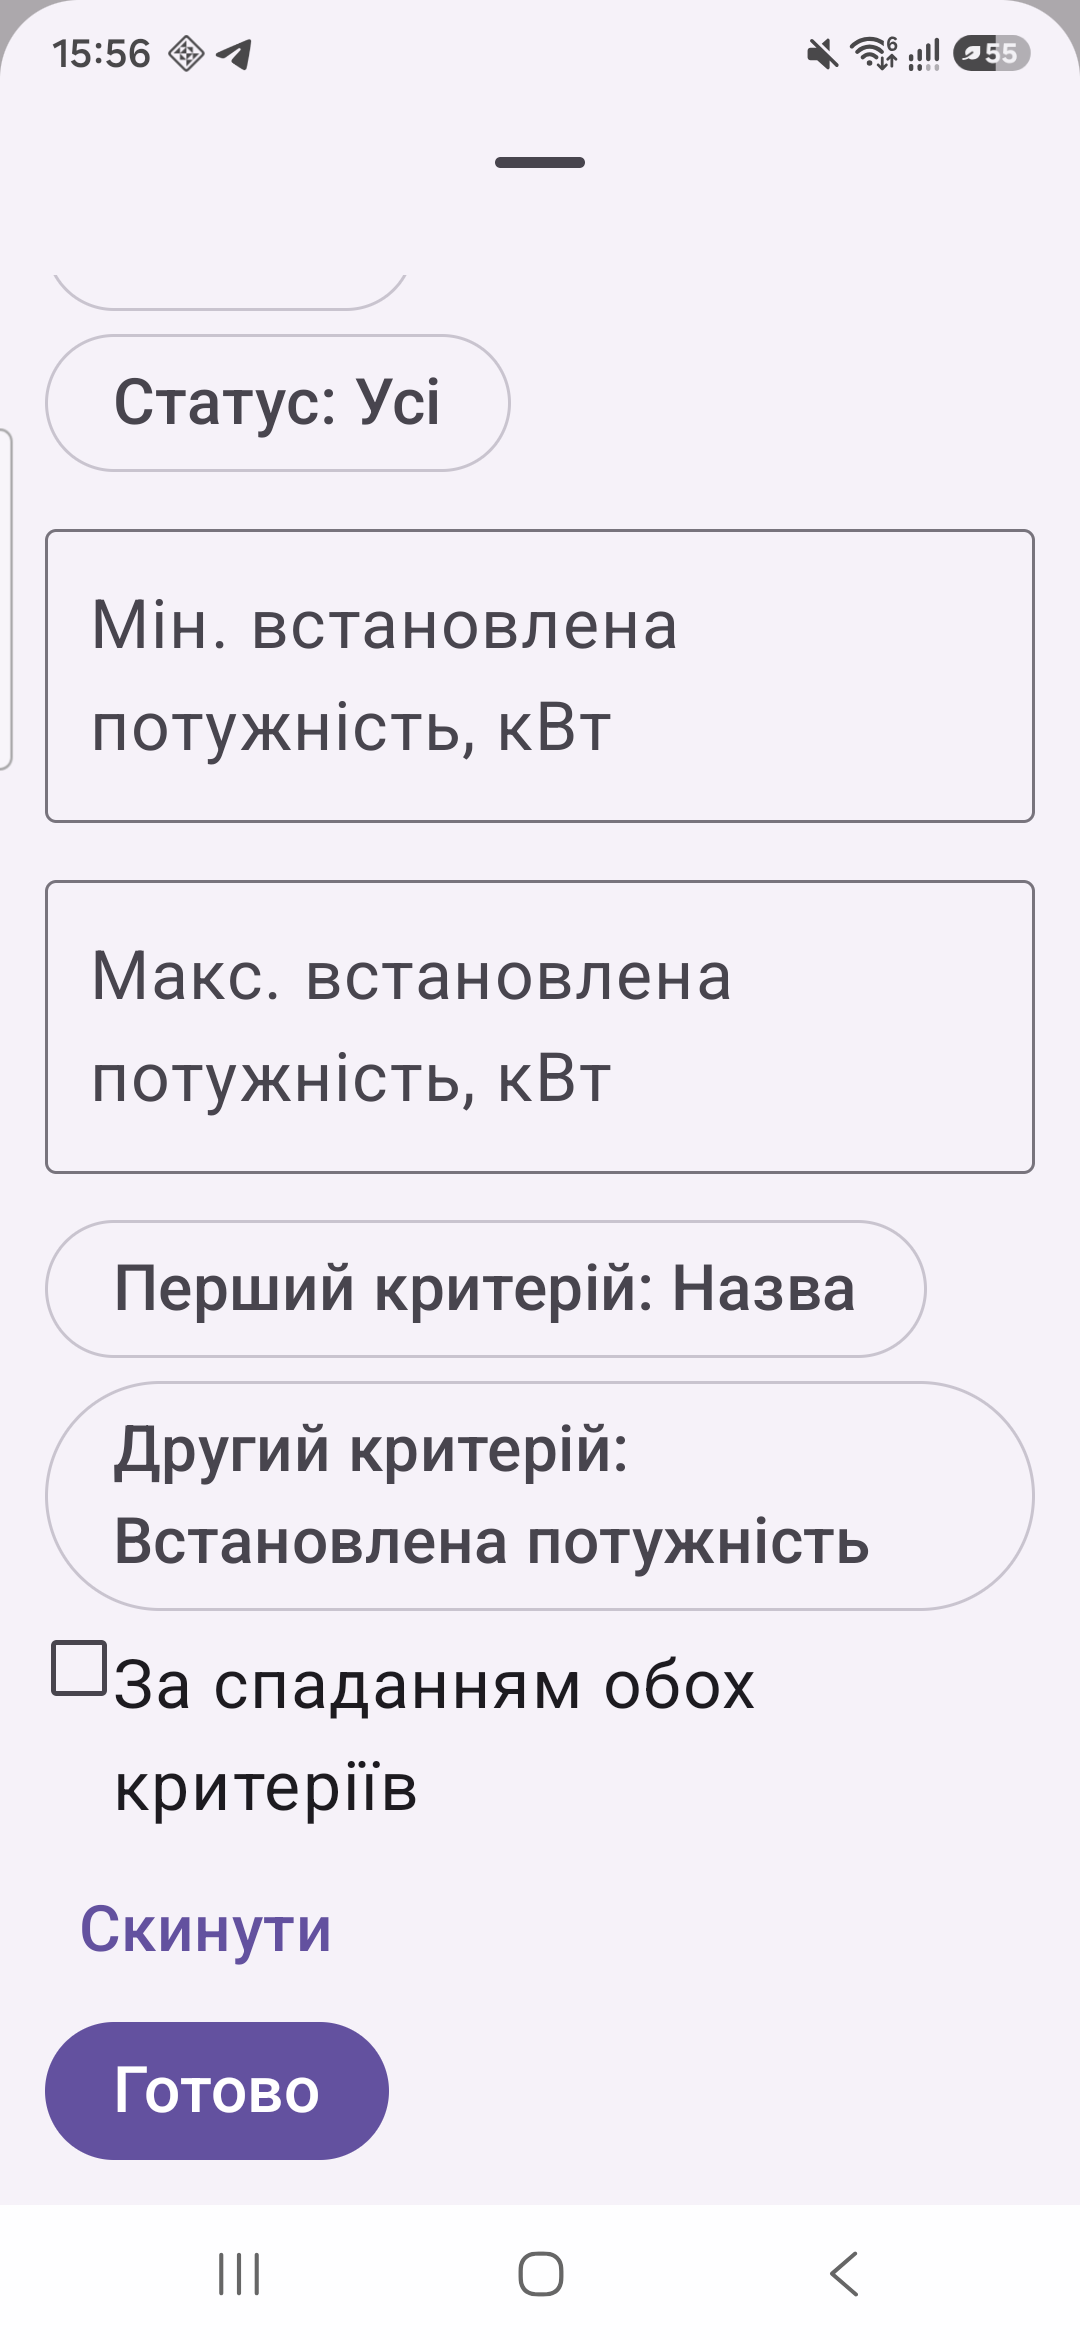 15:56
6
55
Статус: Усі
Мін. встановлена
потужність, кВт
Макс. встановлена
потужність, кВт
Перший критерій: Назва
Другий критерій:
Встановлена потужність
За спаданням обох
критеріїв
Скинути
Готово